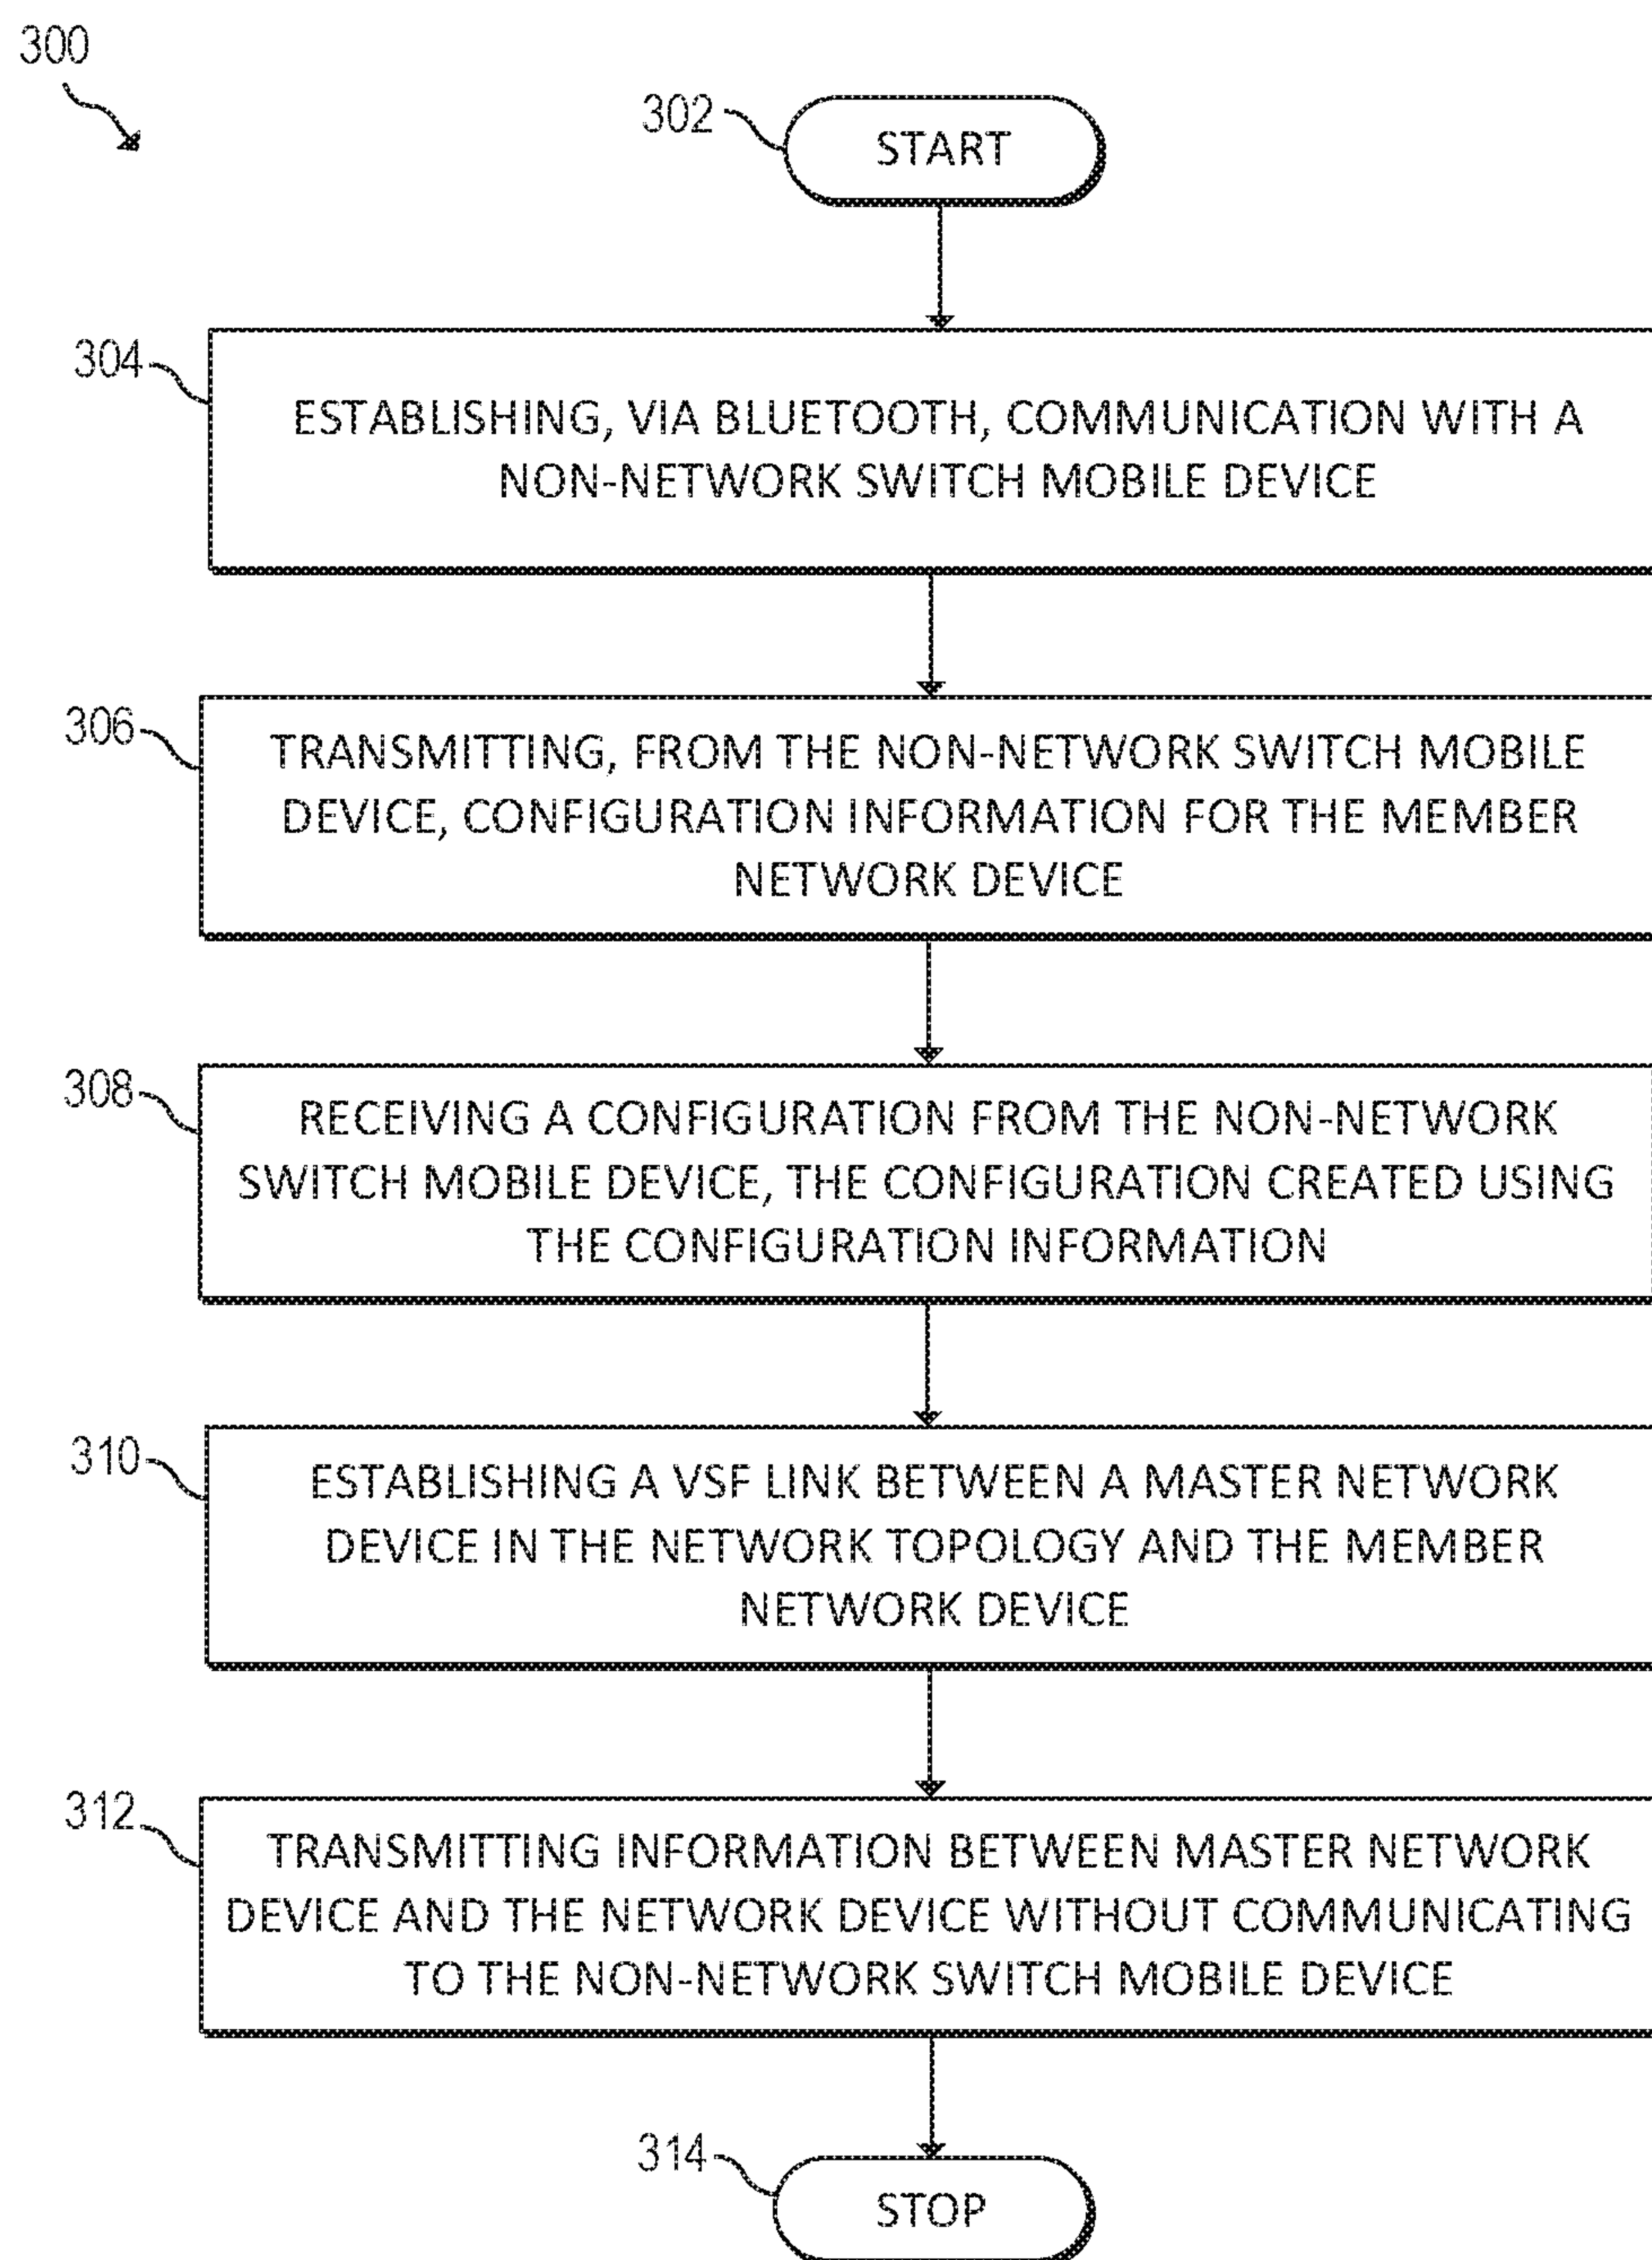 300
302
START
304
ESTABLISHING, VIA BLUETOOTH, COMMUNICATION WITH A
NON-NETWORK SWITCH MOBILE DEVICE
306
TRANSMITTING, FROM THE NON-NETWORK SWITCH MOBILE
DEVICE, CONFIGURATION INFORMATION FOR THE MEMBER
NETWORK DEVICE
308
RECEIVING A CONFIGURATION FROM THE NON-NETWORK
SWITCH MOBILE DEVICE, THE CONFIGURATION CREATED USING
THE CONFIGURATION INFORMATION
310
ESTABLISHING A VSF LINK BETWEEN A MASTER NETWORK
DEVICE IN THE NETWORK TOPOLOGY AND THE MEMBER
NETWORK DEVICE
312
TRANSMITTING INFORMATION BETWEEN MASTER NETWORK
DEVICE AND THE NETWORK DEVICE WITHOUT COMMUNICATING
TO THE NON-NETWORK SWITCH MOBILE DEVICE
314
STOP